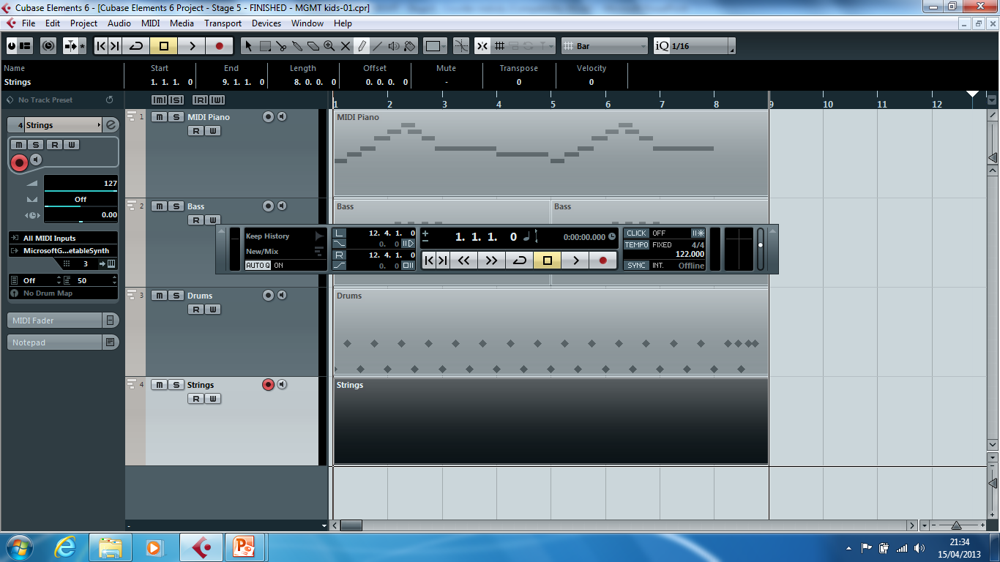 Cubase Elements 6 - [Cubase Elements 6 Project - Stage 5 - FINISHED - MGMT kids-01.cpr]
File Edit Project Audio MIDI Media Transport Devices Window Help
Bar iQ 1/16
Name Start End Length Offset Mute Transpose Velocity
Strings 1. 1. 1. 0 9. 1. 1. 0 8. 0. 0. 0 0. 0. 0. 0 - 0 0
No Track Preset
[M] [S] [R] [W]
1 2 3 4 5 6 7 8 9 10 11 12
4 Strings
M S R W
127
Off
0.00
All MIDI Inputs
MicrosoftG...etableSynth
3
Off 50
No Drum Map
MIDI Fader
Notepad
1 M S MIDI Piano
R W
MIDI Piano
2 M S Bass
R W
Bass Bass
Keep History
New/Mix
AUTO Q ON
L 12. 4. 1. 0
0. 0
R 12. 4. 1. 0
0. 0
1. 1. 1. 0 0:00:00.000
CLICK OFF
TEMPO FIXED 4/4
122.000
SYNC INT. Offline
3 M S Drums
R W
Drums
4 M S Strings
R W
Strings
21:34
15/04/2013